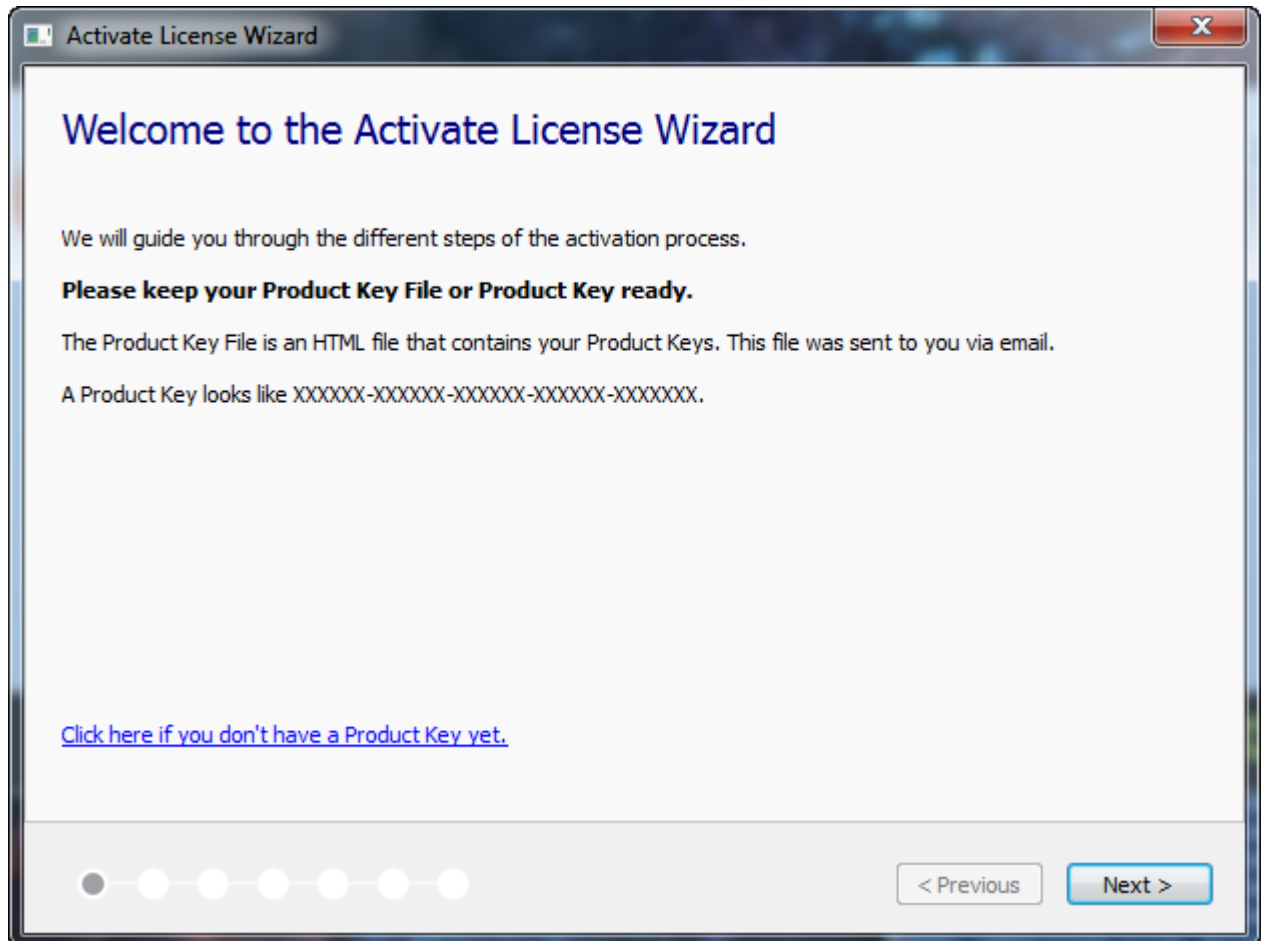 Activate License Wizard
Welcome to the Activate License Wizard
We will guide you through the different steps of the activation process.
Please keep your Product Key File or Product Key ready.
The Product Key File is an HTML file that contains your Product Keys. This file was sent to you via email.
A Product Key looks like XXXXXX-XXXXXX-XXXXXX-XXXXXX-XXXXXXX.
Click here if you don't have a Product Key yet.
< Previous
Next >